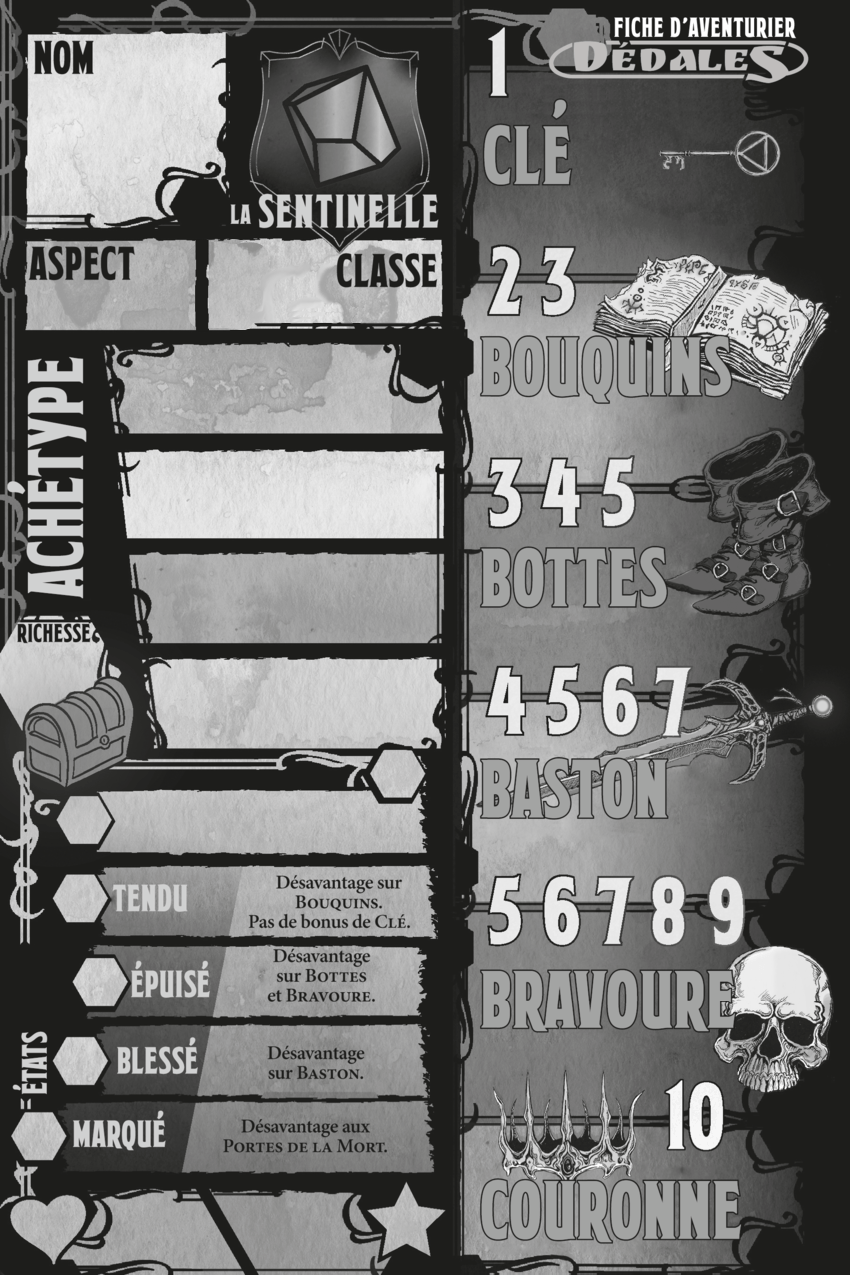 NOM
LA SENTINELLE
ASPECT
CLASSE
ACHÉTYPE
RICHESSE
TENDU
Désavantage sur
BOUQUINS.
Pas de bonus de CLÉ.
ÉPUISÉ
Désavantage
sur BOTTES
et BRAVOURE.
ÉTATS
BLESSÉ
Désavantage
sur BASTON.
MARQUÉ
Désavantage aux
PORTES DE LA MORT.
FICHE D'AVENTURIER
DÉDALES
1
CLÉ
2 3
BOUQUINS
3 4 5
BOTTES
4 5 6 7
BASTON
5 6 7 8 9
BRAVOURE
10
COURONNE